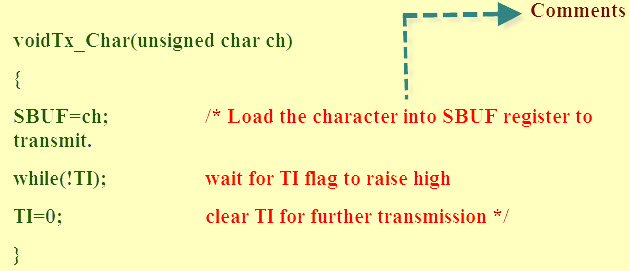 Comments
voidTx_Char(unsigned char ch)
{
SBUF=ch; /* Load the character into SBUF register to
transmit.
while(!TI); wait for TI flag to raise high
TI=0; clear TI for further transmission */
}